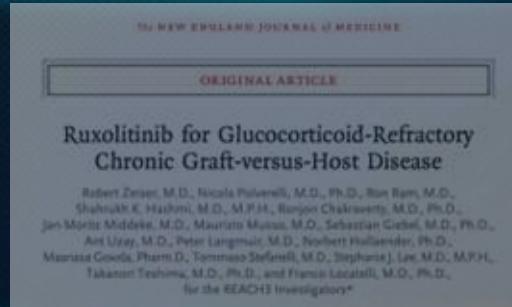 The NEW ENGLAND JOURNAL of MEDICINE
ORIGINAL ARTICLE
Ruxolitinib for Glucocorticoid-Refractory
Chronic Graft-versus-Host Disease
Robert Zeiser, M.D., Nicola Polverelli, M.D., Ph.D., Ron Ram, M.D.,
Shahrukh K. Hashmi, M.D., M.P.H., Ronjon Chakraverty, M.D., Ph.D.,
Jan Moritz Middeke, M.D., Maurizio Musso, M.D., Sebastian Giebel, M.D., Ph.D.,
Ant Uzay, M.D., Peter Langmuir, M.D., Norbert Hollaender, Ph.D.,
Maanasa Gowda, Pharm.D., Tommaso Stefanelli, M.D., Stephanie J. Lee, M.D., M.P.H.,
Takanori Teshima, M.D., Ph.D., and Franco Locatelli, M.D., Ph.D.,
for the REACH3 Investigators*